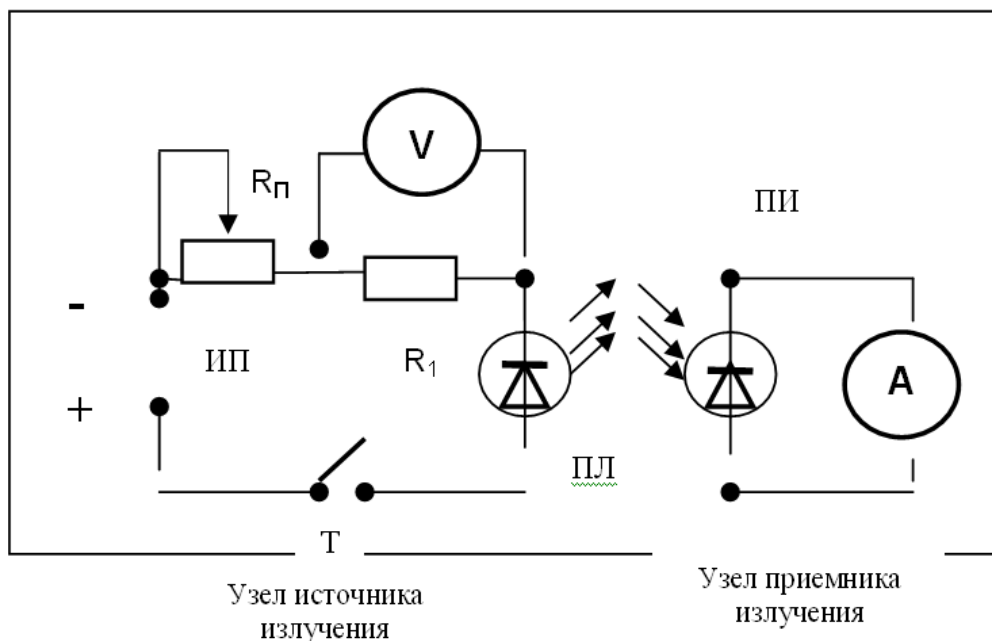 V
RП
ПИ
-
ИП
R1
A
+
ПЛ
Т
Узел источника
излучения
Узел приемника
излучения